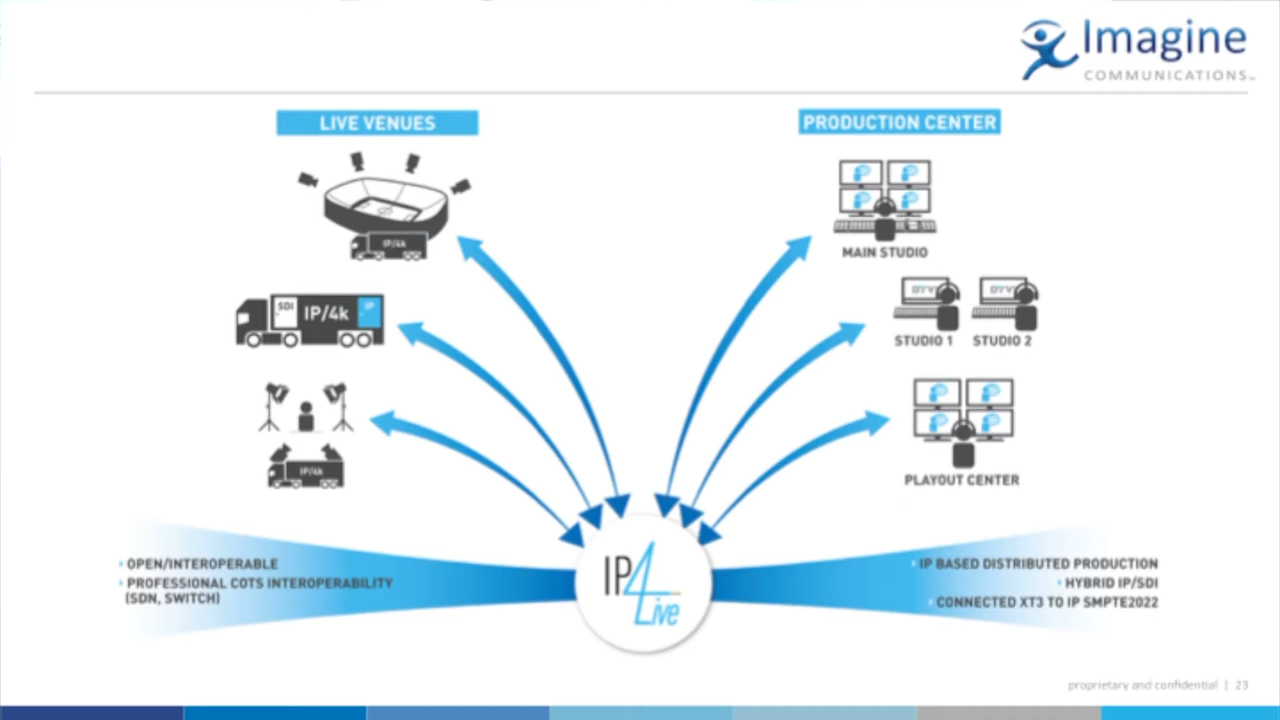 Imagine
COMMUNICATIONS
LIVE VENUES
PRODUCTION CENTER
IP/4k
MAIN STUDIO
SDI
IP/4k
IP
STUDIO 1
STUDIO 2
IP/4k
PLAYOUT CENTER
IP4Live
OPEN/INTEROPERABLE
PROFESSIONAL COTS INTEROPERABILITY
(SDN, SWITCH)
IP BASED DISTRIBUTED PRODUCTION
HYBRID IP/SDI
CONNECTED XT3 TO IP SMPTE2022
proprietary and confidential | 23